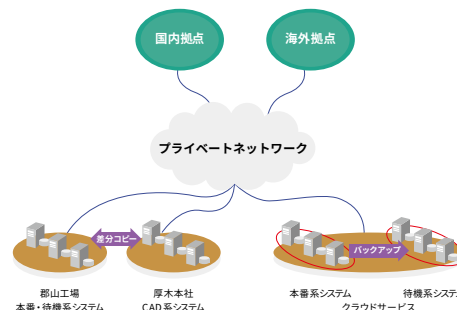 国内拠点
海外拠点
プライベートネットワーク
差分コピー
バックアップ
郡山工場
本番・待機系システム
厚木本社
CAD系システム
本番系システム
待機系システ
クラウドサービス